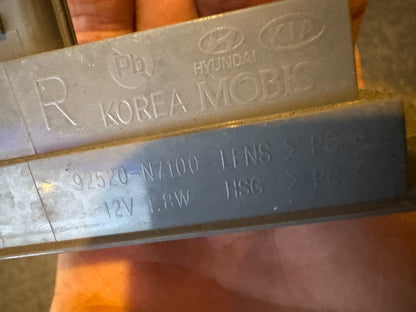 Pb HYUNDAI KIA
R KOREA MOBIS
92520-N7100 LENS > PC <
12V 1.8W HSG > PC <